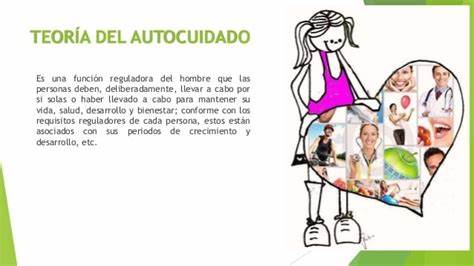 TEORÍA DEL AUTOCUIDADO
Es una función reguladora del hombre que las
personas deben, deliberadamente, llevar a cabo por
si solas o haber llevado a cabo para mantener su
vida, salud, desarrollo y bienestar; conforme con los
requisitos reguladores de cada persona, estos están
asociados con sus periodos de crecimiento y
desarrollo, etc.